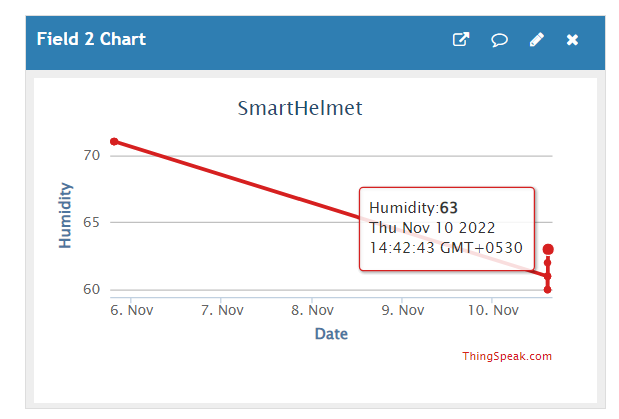 Field 2 Chart
SmartHelmet
70
65
60
Humidity
Humidity:63
Thu Nov 10 2022
14:42:43 GMT+0530
6. Nov
7. Nov
8. Nov
9. Nov
10. Nov
Date
ThingSpeak.com